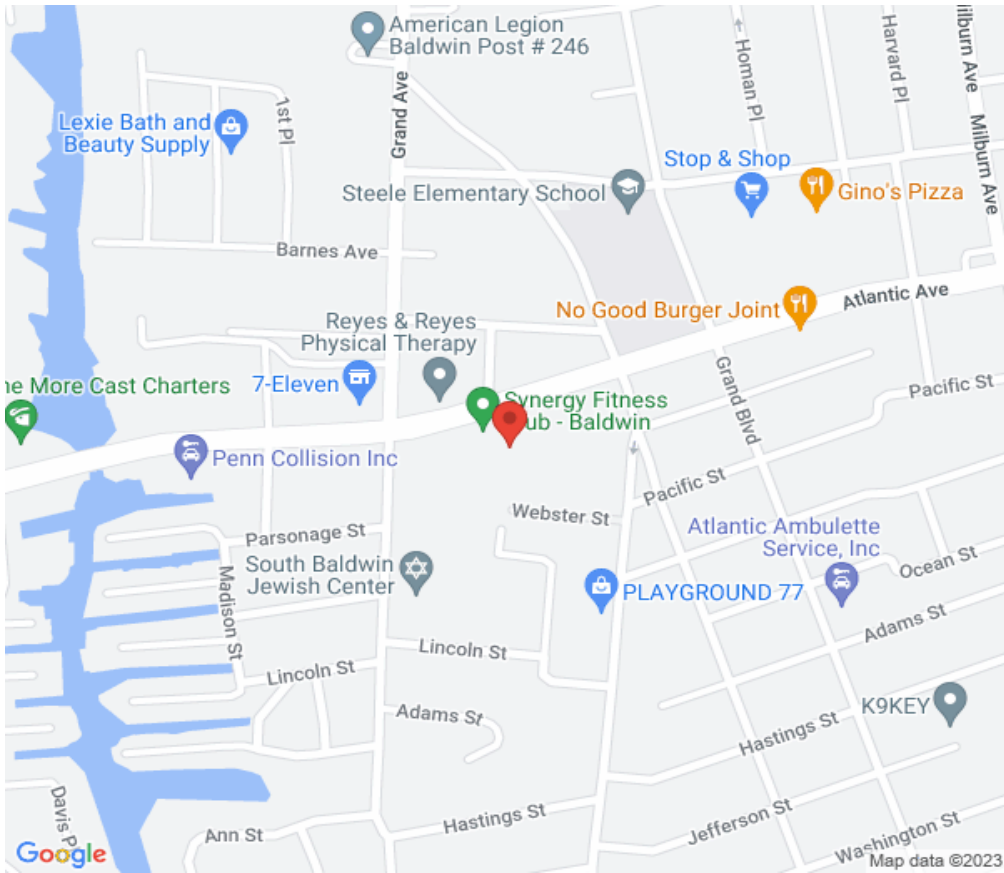 American Legion
Baldwin Post # 246
Grand Ave
1st Pl
Lexie Bath and
Beauty Supply
Homan Pl
Harvard Pl
ilburn Ave
Milburn Ave
Stop & Shop
Gino's Pizza
Steele Elementary School
Barnes Ave
No Good Burger Joint
Atlantic Ave
Reyes & Reyes
Physical Therapy
7-Eleven
ne More Cast Charters
Synergy Fitness
ub - Baldwin
Grand Blvd
Pacific St
Penn Collision Inc
Pacific St
Webster St
Parsonage St
Atlantic Ambulette
Service, Inc
Ocean St
South Baldwin
Jewish Center
Madison St
PLAYGROUND 77
Adams St
Lincoln St
Lincoln St
Adams St
K9KEY
Hastings St
Hastings St
Jefferson St
Washington St
Davis P
Ann St
Google
Map data ©2023